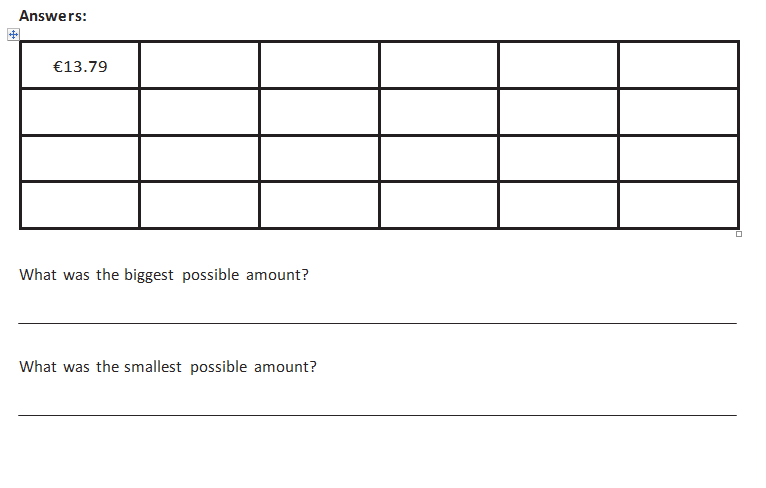 Answers:
€13.79
What was the biggest possible amount?
What was the smallest possible amount?